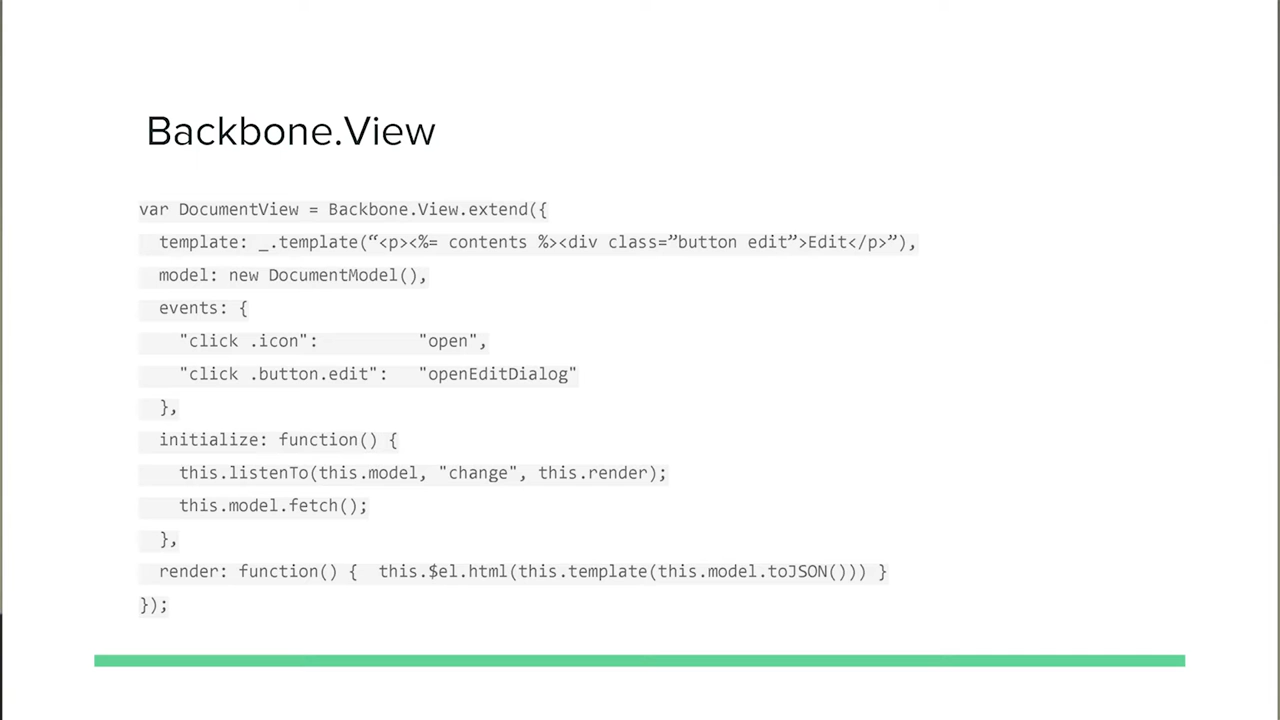 Backbone.View
var DocumentView = Backbone.View.extend({
  template: _.template(“<p><%= contents %><div class=”button edit”>Edit</p>”),
  model: new DocumentModel(),
  events: {
    "click .icon":          "open",
    "click .button.edit":   "openEditDialog"
  },
  initialize: function() {
    this.listenTo(this.model, "change", this.render);
    this.model.fetch();
  },
  render: function() {  this.$el.html(this.template(this.model.toJSON())) }
});